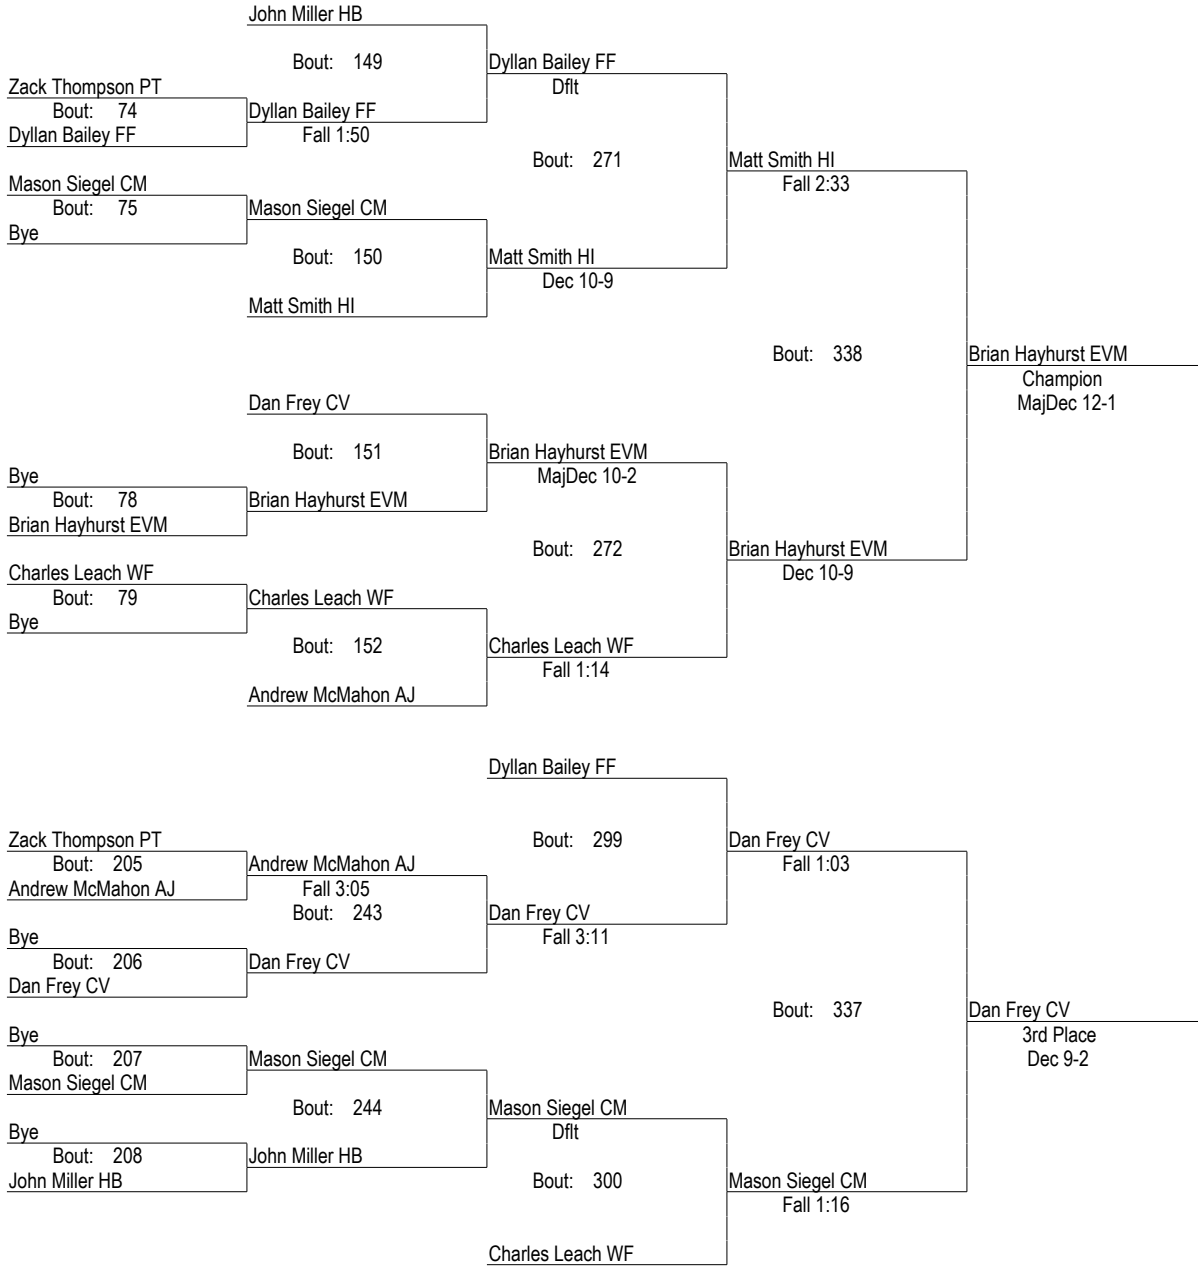 John Miller HB
Bout: 149
Dyllan Bailey FF
Dflt
Zack Thompson PT
Bout: 74
Dyllan Bailey FF
Dyllan Bailey FF
Fall 1:50
Bout: 271
Matt Smith HI
Fall 2:33
Mason Siegel CM
Bout: 75
Mason Siegel CM
Bye
Bout: 150
Matt Smith HI
Dec 10-9
Matt Smith HI
Bout: 338
Brian Hayhurst EVM
Champion
MajDec 12-1
Dan Frey CV
Bout: 151
Brian Hayhurst EVM
MajDec 10-2
Bye
Bout: 78
Brian Hayhurst EVM
Brian Hayhurst EVM
Bout: 272
Brian Hayhurst EVM
Dec 10-9
Charles Leach WF
Bout: 79
Charles Leach WF
Bye
Bout: 152
Charles Leach WF
Fall 1:14
Andrew McMahon AJ
Dyllan Bailey FF
Bout: 299
Dan Frey CV
Fall 1:03
Zack Thompson PT
Bout: 205
Andrew McMahon AJ
Andrew McMahon AJ
Fall 3:05
Bout: 243
Dan Frey CV
Fall 3:11
Bye
Bout: 206
Dan Frey CV
Dan Frey CV
Bout: 337
Dan Frey CV
3rd Place
Dec 9-2
Bye
Bout: 207
Mason Siegel CM
Mason Siegel CM
Bout: 244
Mason Siegel CM
Dflt
Bye
Bout: 208
John Miller HB
John Miller HB
Bout: 300
Mason Siegel CM
Fall 1:16
Charles Leach WF